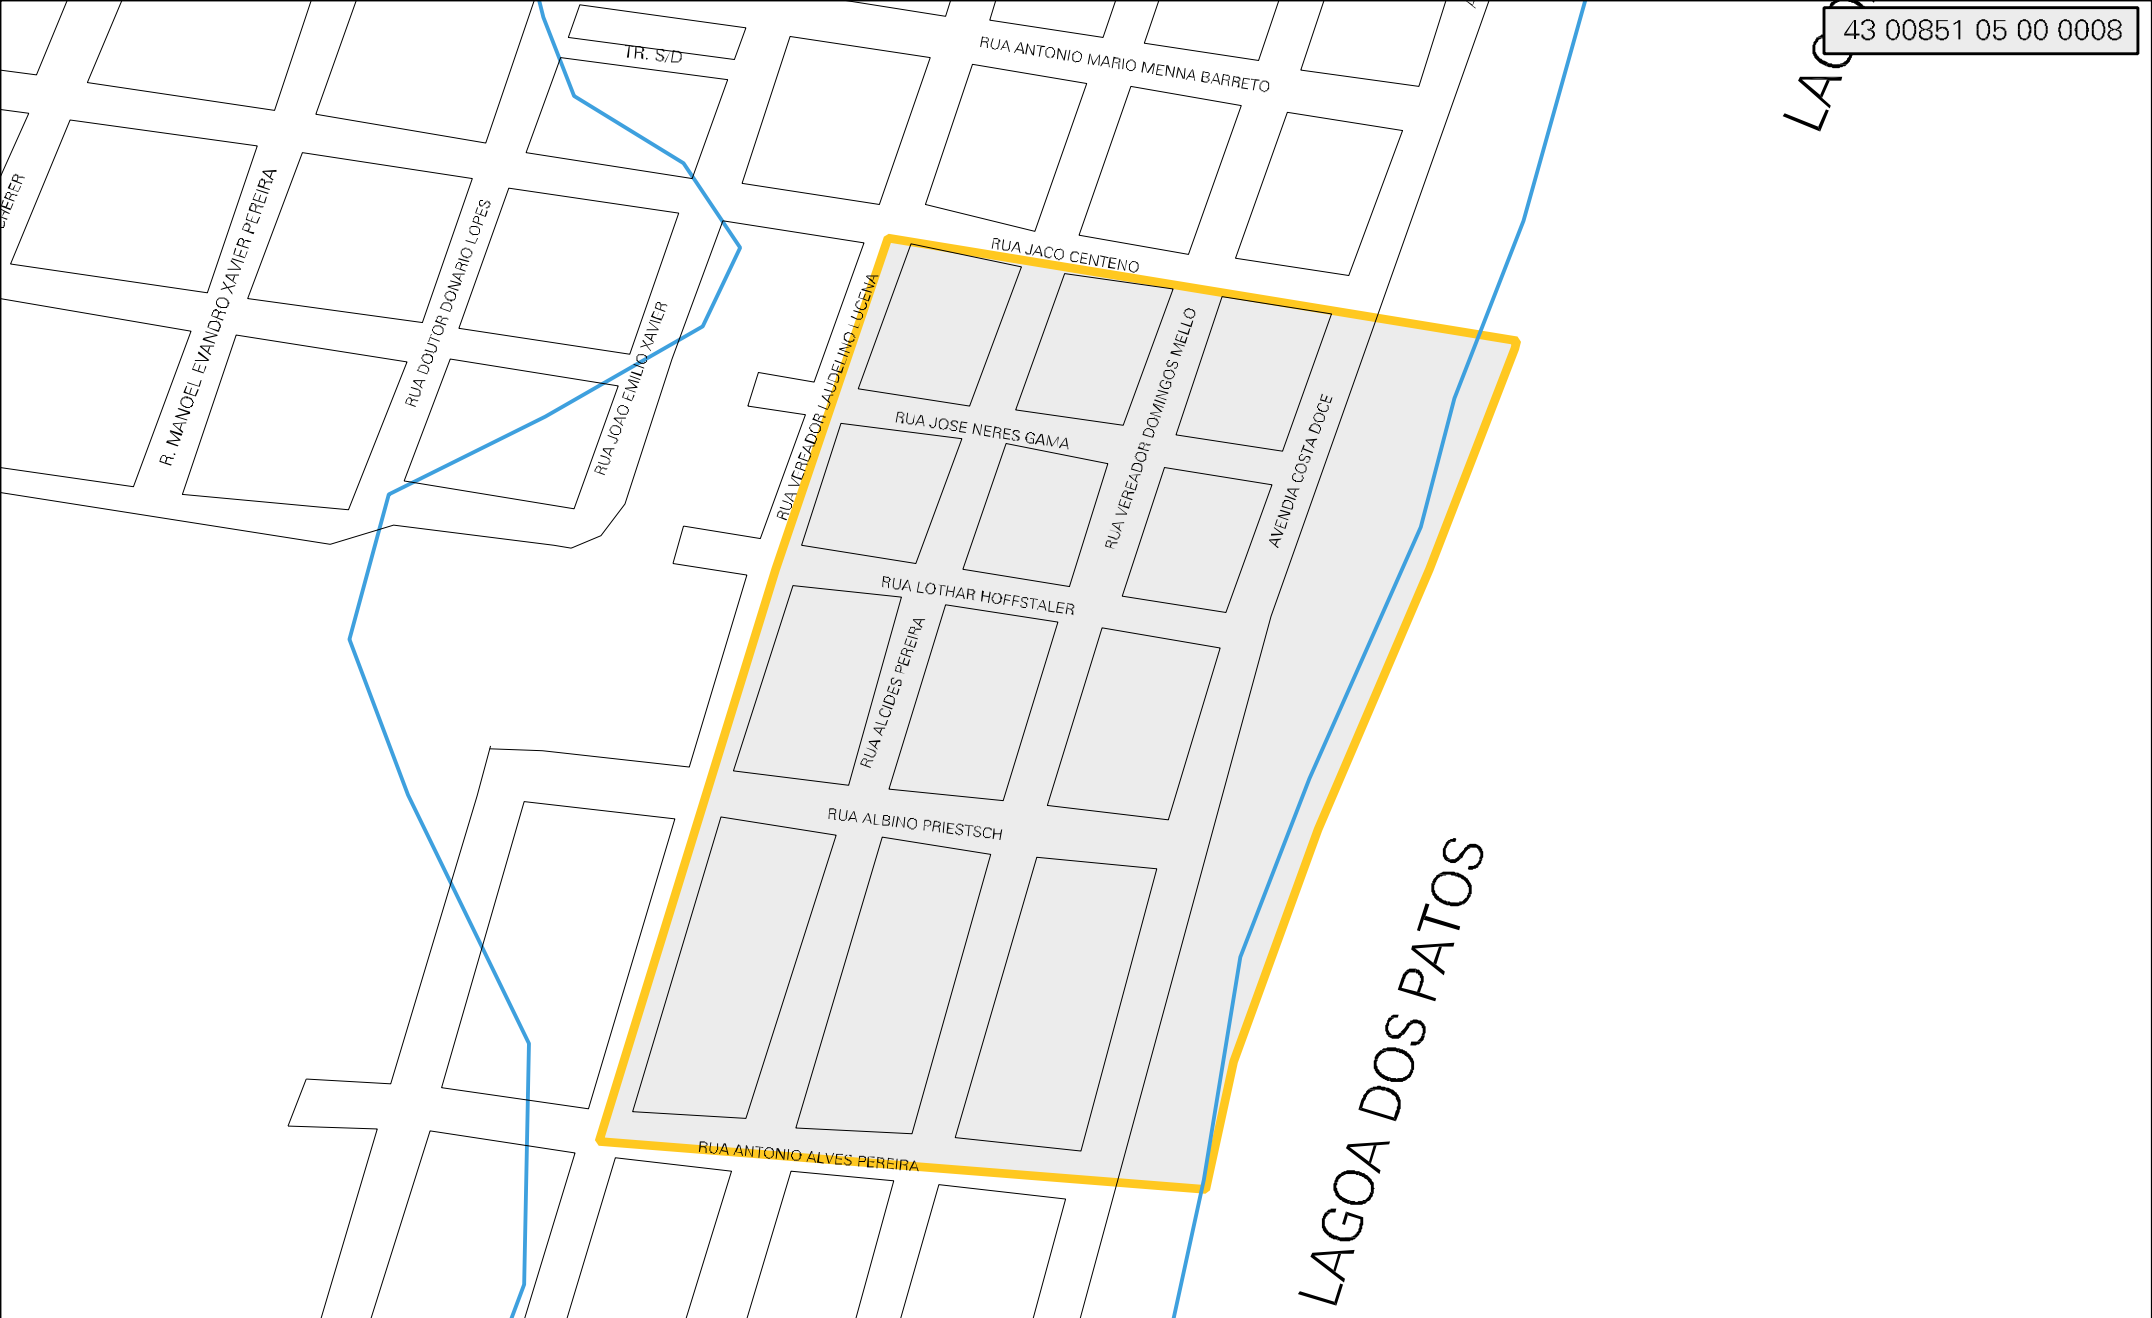 43 00851 05 00 0008
TR. S/D
RUA ANTONIO MARIO MENNA BARRETO
R. MANOEL EVANDRO XAVIER PEREIRA
RUA DOUTOR DONARIO LOPES
RUA JOAO EMILIO XAVIER
RUA JACO CENTENO
RUA VEREADOR LAUDELINO LUCENA
RUA VEREADOR DOMINGOS MELLO
RUA JOSE NERES GAMA
AVENDIA COSTA DOCE
RUA LOTHAR HOFFSTALER
RUA ALCIDES PEREIRA
RUA ALBINO PRIESTSCH
LAGOA DOS PATOS
RUA ANTONIO ALVES PEREIRA